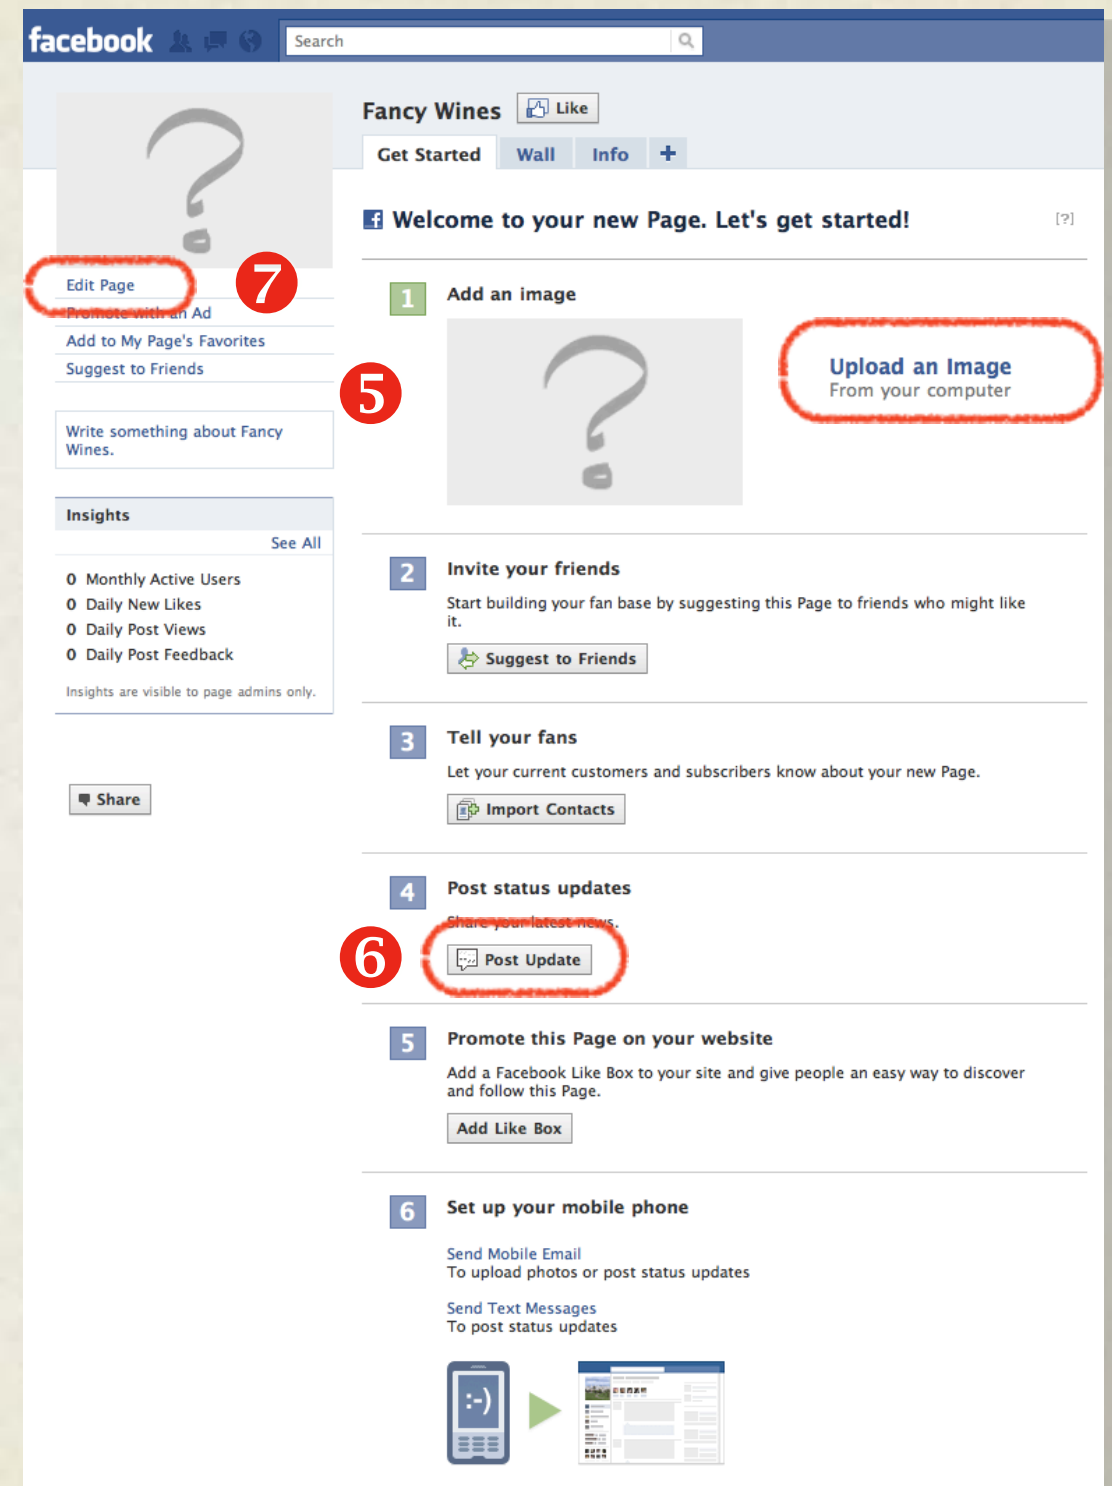 facebook
Search
Fancy Wines
Like
Get Started
Wall
Info
+
Welcome to your new Page. Let's get started!
[?]
Edit Page
7
Promote with an Ad
Add to My Page's Favorites
Suggest to Friends
Write something about Fancy
Wines.
Insights
See All
0 Monthly Active Users
0 Daily New Likes
0 Daily Post Views
0 Daily Post Feedback
Insights are visible to page admins only.
Share
1
Add an image
5
Upload an Image
From your computer
2
Invite your friends
Start building your fan base by suggesting this Page to friends who might like
it.
Suggest to Friends
3
Tell your fans
Let your current customers and subscribers know about your new Page.
Import Contacts
4
Post status updates
Share your latest news.
6
Post Update
5
Promote this Page on your website
Add a Facebook Like Box to your site and give people an easy way to discover
and follow this Page.
Add Like Box
6
Set up your mobile phone
Send Mobile Email
To upload photos or post status updates
Send Text Messages
To post status updates
:-)